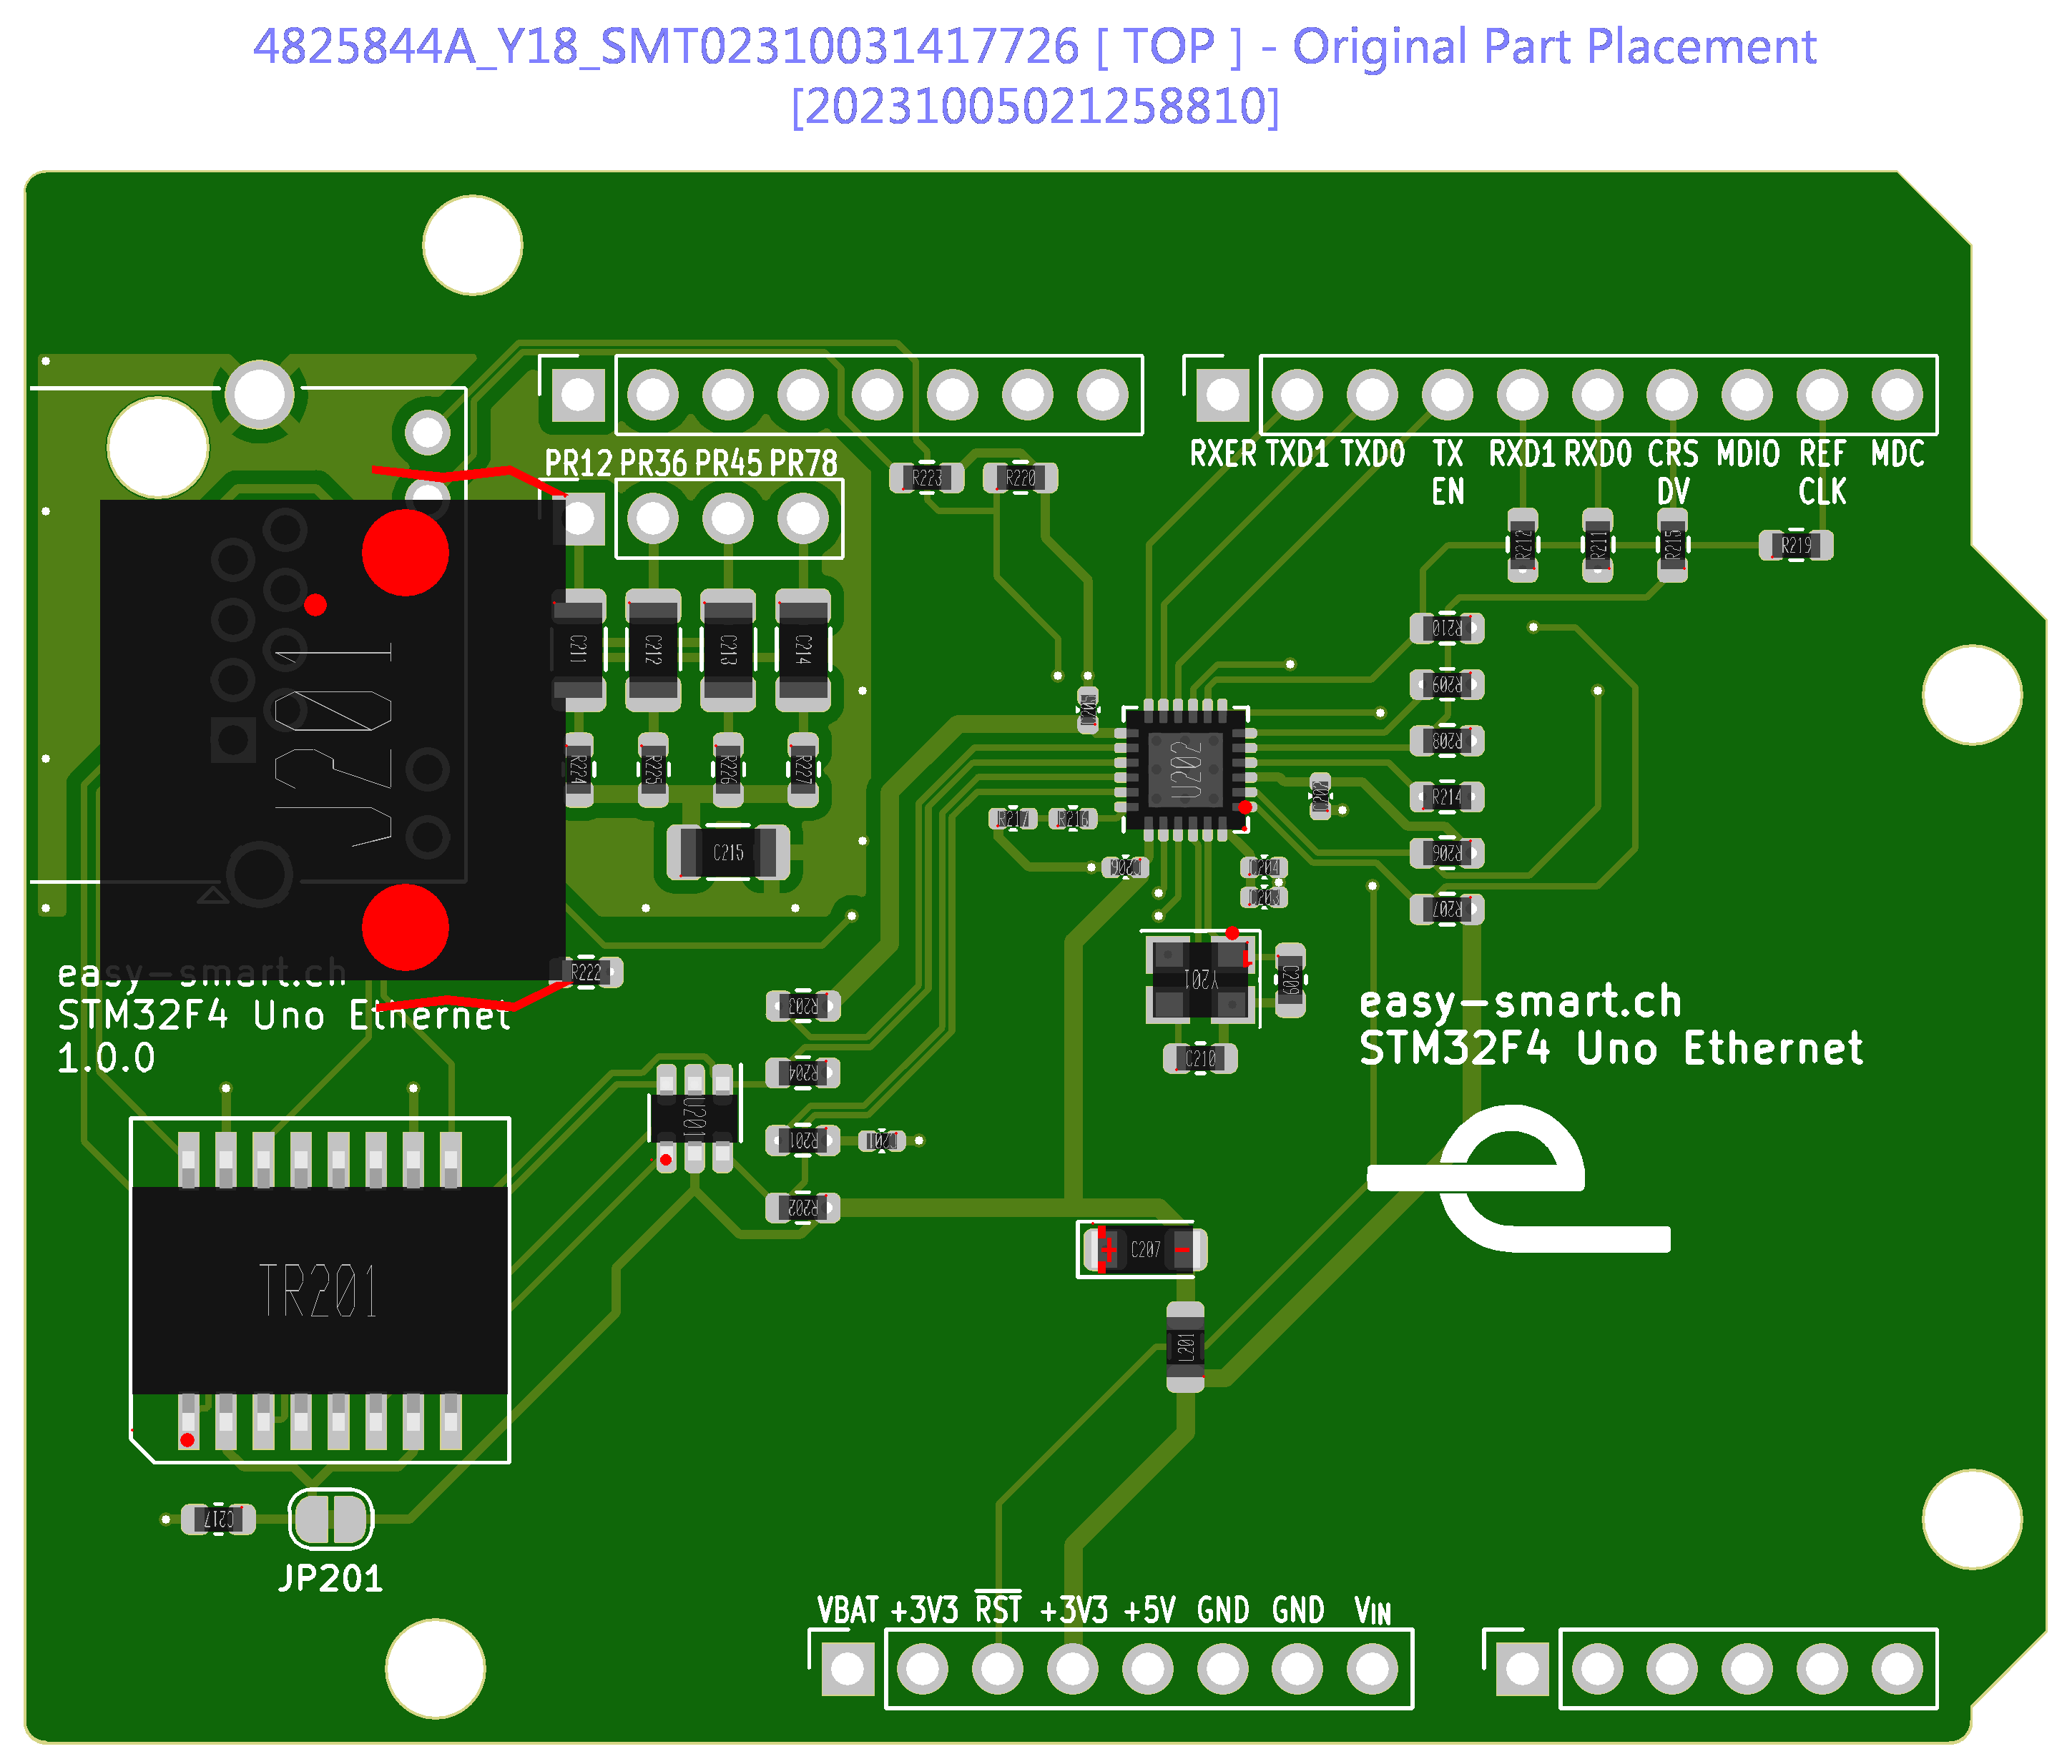 4825844A_Y18_SMT02310031417726 [ TOP ] - Original Part Placement
[20231005021258810]
RXER TXD1 TXD0 TX EN RXD1 RXD0 CRS DV MDIO REF CLK MDC
PR12 PR36 PR45 PR78
R223 R220
R212 R211 R213 R219
R210
C211 C212 C213 C214
R209
J201
U202
R208
R224 R225 R226 R227
R214
R217 R216
C215
R206
R207
easy-smart.ch
STM32F4 Uno Ethernet
1.0.0
R222
Y201
C209
R203
easy-smart.ch
STM32F4 Uno Ethernet
C210
R204
U201
R201
R202
+ C207 -
TR201
L201
C217
JP201
VBAT +3V3 RST +3V3 +5V GND GND VIN